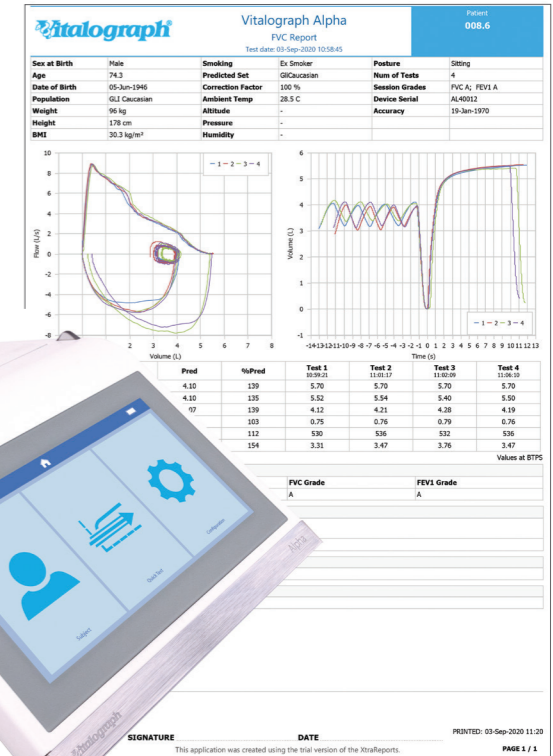 Vitalograph®
Vitalograph Alpha
FVC Report
Test date: 03-Sep-2020 10:58:45
Patient
008.6
Sex at Birth Male Smoking Ex Smoker Posture Sitting
Age 74.3 Predicted Set GliCaucasian Num of Tests 4
Date of Birth 05-Jun-1946 Correction Factor 100 % Session Grades FVC A; FEV1 A
Population GLI Caucasian Ambient Temp 28.5 C Device Serial AL40012
Weight 96 kg Altitude - Accuracy 19-Jan-1970
Height 178 cm Pressure -
BMI 30.3 kg/m² Humidity -
10
8
6
4
2
0
-2
-4
-6
-8
Flow (L/s)
1 2 3 4
2 3 4 5 6 7 8
Volume (L)
6
5
4
3
2
1
0
-1
Volume (L)
1 2 3 4
-14-13-12-11-10-9 -8 -7 -6 -5 -4 -3 -2 -1 0 1 2 3 4 5 6 7 8 9 10 11 12 13
Time (s)
Pred %Pred Test 1 Test 2 Test 3 Test 4
10:59:21 11:01:17 11:02:09 11:06:10
4.10 139 5.70 5.70 5.70 5.70
4.10 135 5.52 5.54 5.40 5.50
139 4.12 4.21 4.28 4.19
103 0.75 0.76 0.79 0.76
112 530 536 532 536
154 3.31 3.47 3.76 3.47
Values at BTPS
FVC Grade FEV1 Grade
A A
Subject
Quick Test
Configuration
Alpha
Vitalograph
SIGNATURE DATE
PRINTED: 03-Sep-2020 11:20
This application was created using the trial version of the XtraReports.
PAGE 1 / 1